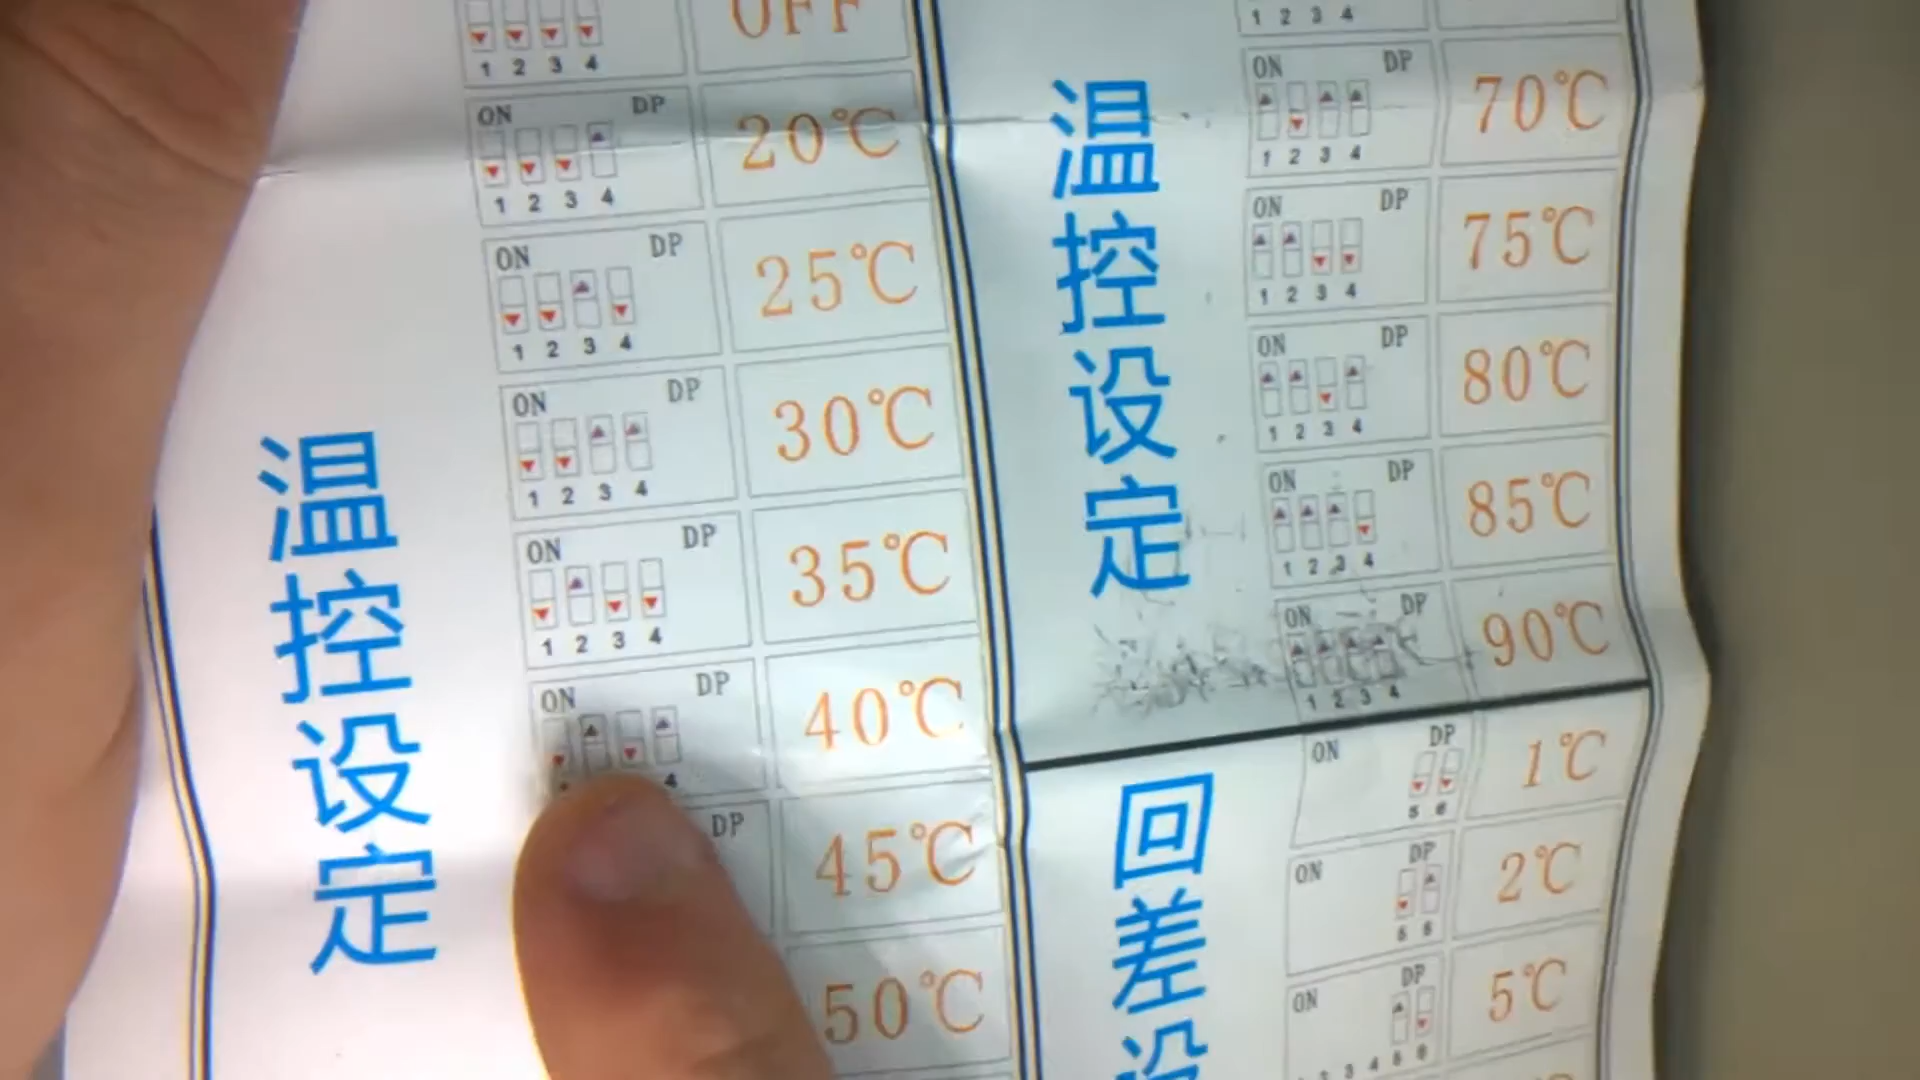 OFF
1 2 3 4
ON DP
20℃
1 2 3 4
ON DP
25℃
1 2 3 4
ON DP
30℃
1 2 3 4
ON DP
35℃
1 2 3 4
ON DP
40℃
4
DP
45℃
50℃
温控设定
1 2 3 4
ON DP
70℃
1 2 3 4
ON DP
75℃
1 2 3 4
ON DP
80℃
1 2 3 4
ON DP
85℃
1 2 3 4
ON DP
90℃
1 2 3 4
温控设定
ON DP
1℃
5 6
ON DP
2℃
ON DP
5℃
回差设